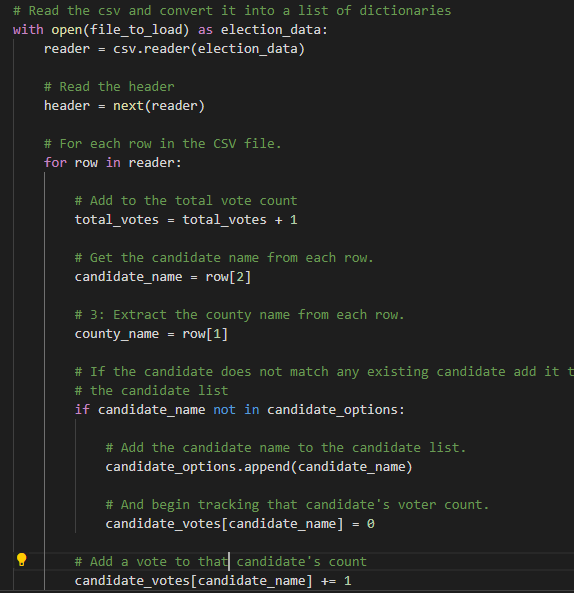 # Read the csv and convert it into a list of dictionaries
with open(file_to_load) as election_data:
    reader = csv.reader(election_data)

    # Read the header
    header = next(reader)

    # For each row in the CSV file.
    for row in reader:

        # Add to the total vote count
        total_votes = total_votes + 1

        # Get the candidate name from each row.
        candidate_name = row[2]

        # 3: Extract the county name from each row.
        county_name = row[1]

        # If the candidate does not match any existing candidate add it t
        # the candidate list
        if candidate_name not in candidate_options:

            # Add the candidate name to the candidate list.
            candidate_options.append(candidate_name)

            # And begin tracking that candidate's voter count.
            candidate_votes[candidate_name] = 0

        # Add a vote to that candidate's count
        candidate_votes[candidate_name] += 1